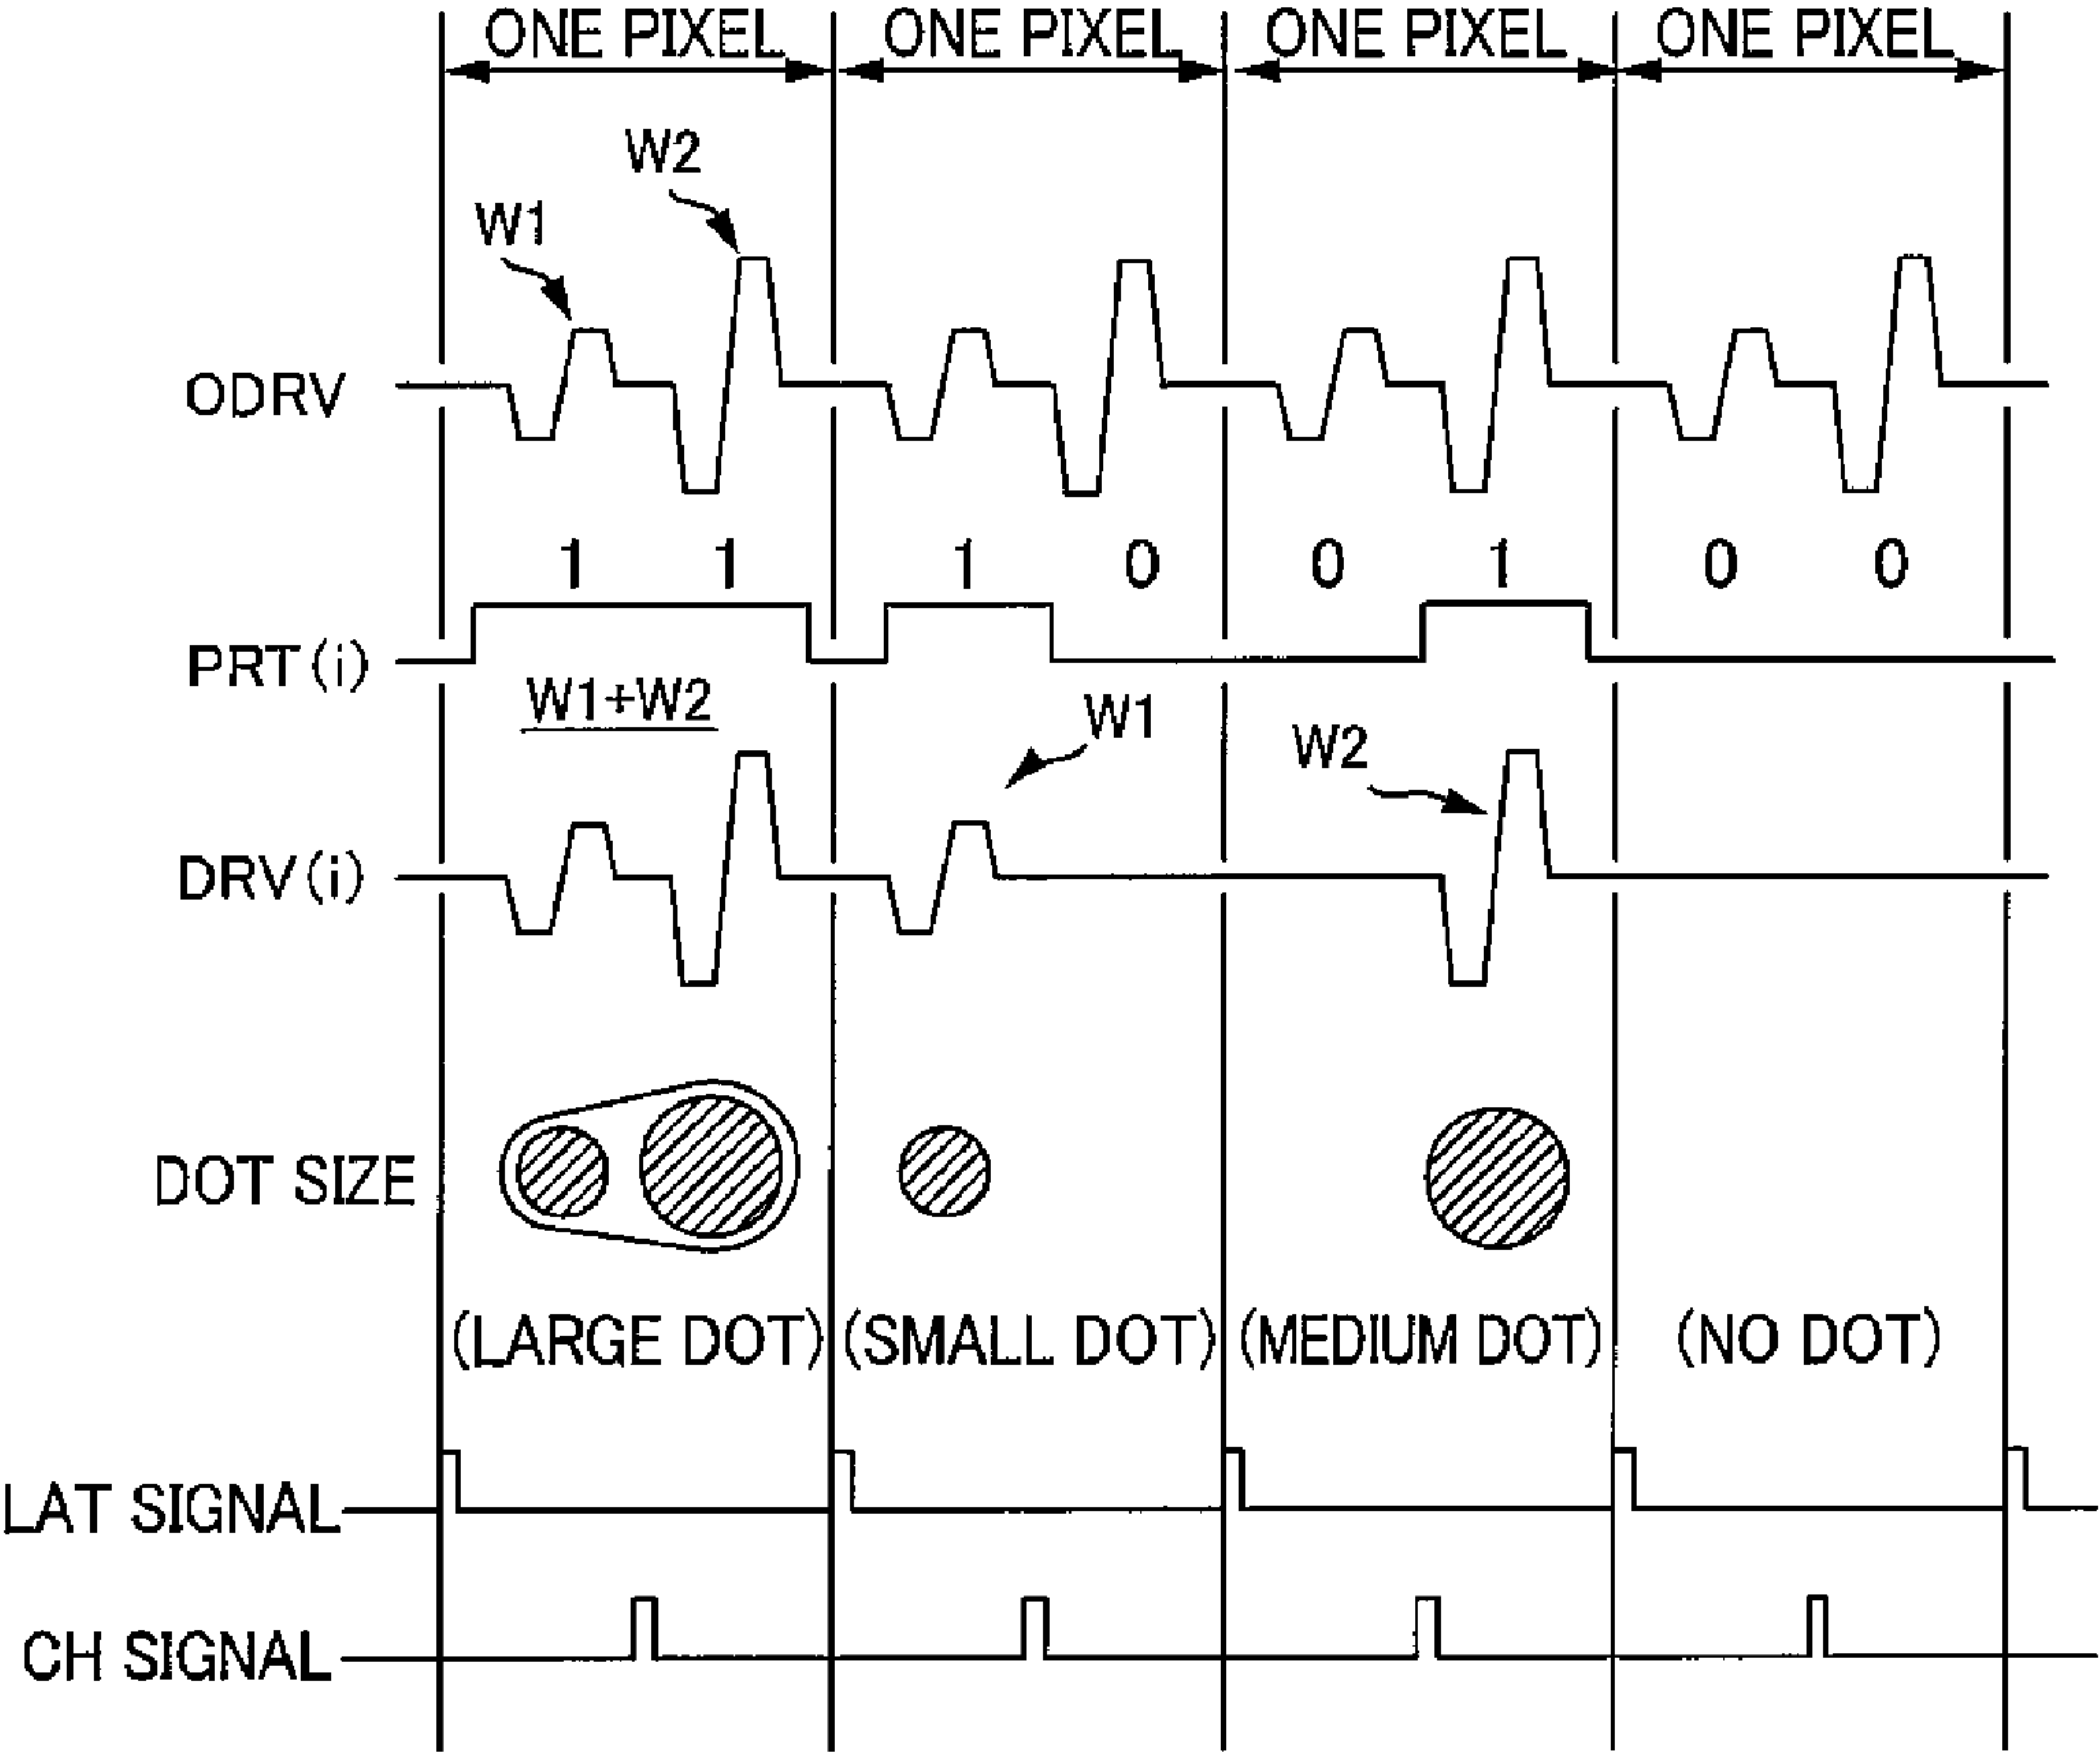 ONE PIXEL ONE PIXEL ONE PIXEL ONE PIXEL
W2
W1
ODRV
1 1 1 0 0 1 0 0
PRT(i)
W1+W2 W1 W2
DRV(i)
DOT SIZE
(LARGE DOT) (SMALL DOT) (MEDIUM DOT) (NO DOT)
LAT SIGNAL
CH SIGNAL